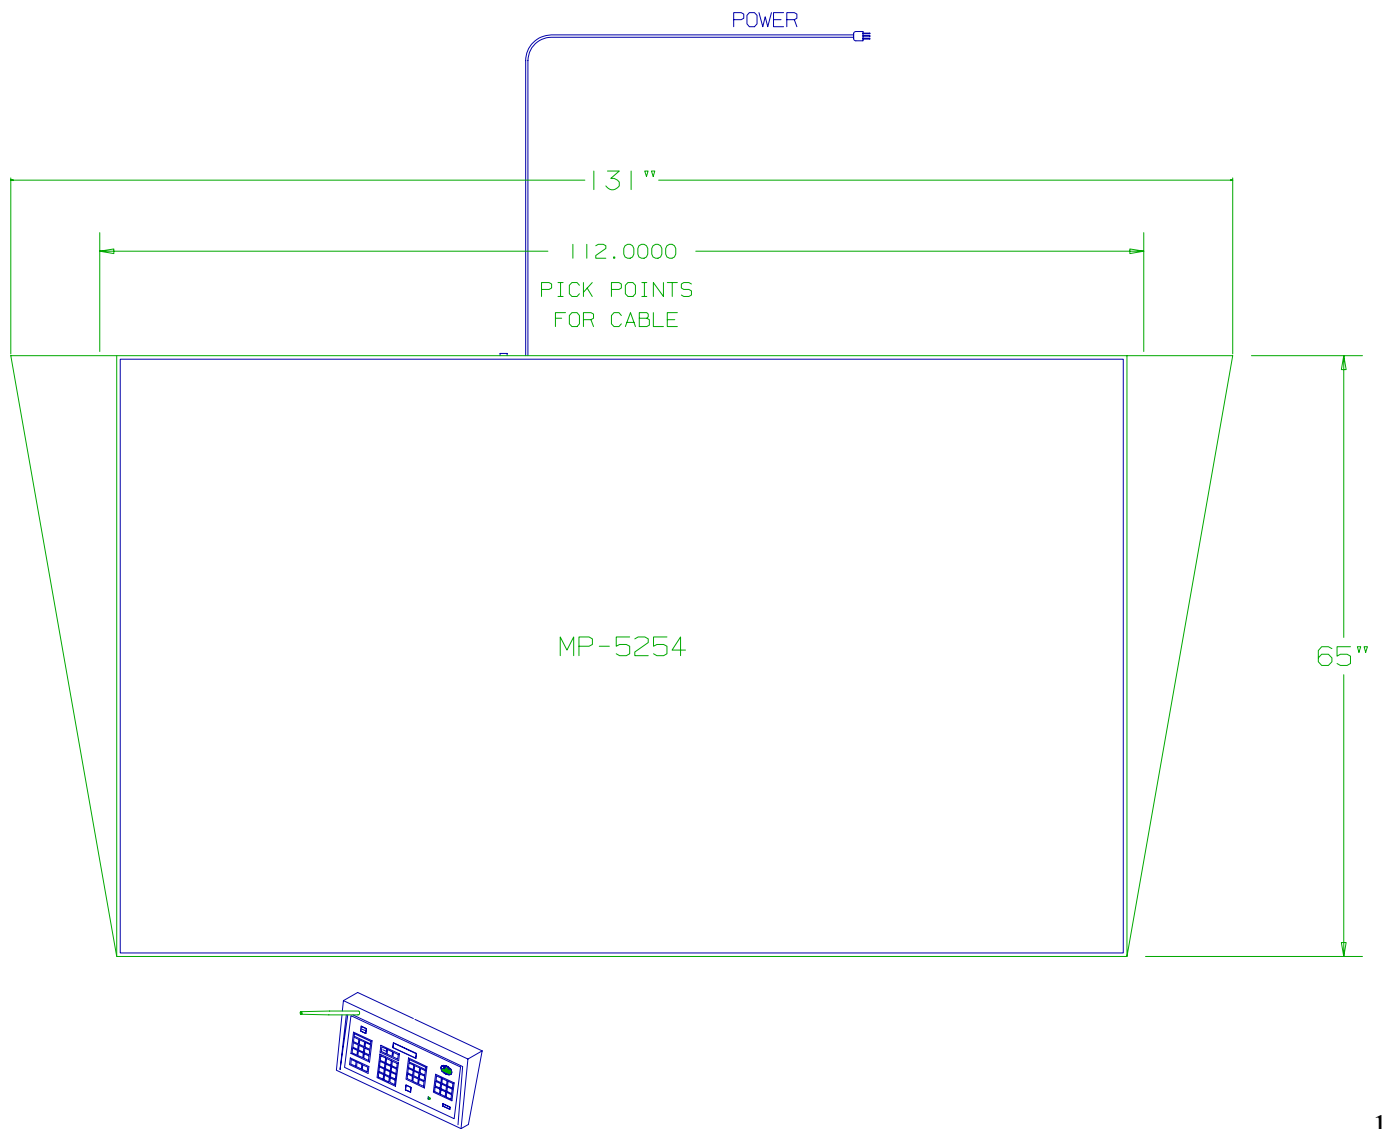 POWER
131"
112.0000
PICK POINTS
FOR CABLE
MP-5254
65"
1